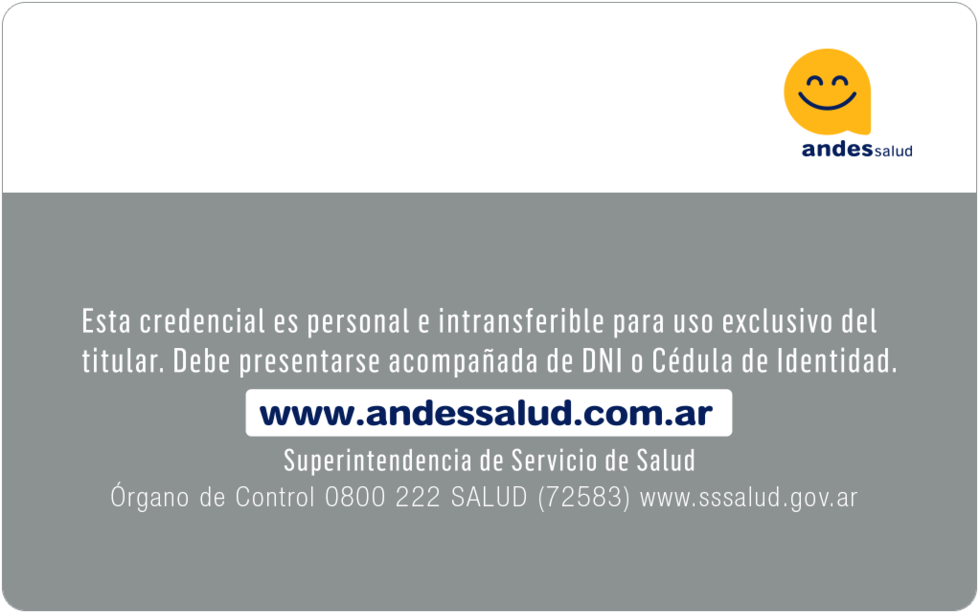 andessalud
Esta credencial es personal e intransferible para uso exclusivo del
titular. Debe presentarse acompañada de DNI o Cédula de Identidad.
www.andessalud.com.ar
Superintendencia de Servicio de Salud
Órgano de Control 0800 222 SALUD (72583) www.sssalud.gov.ar